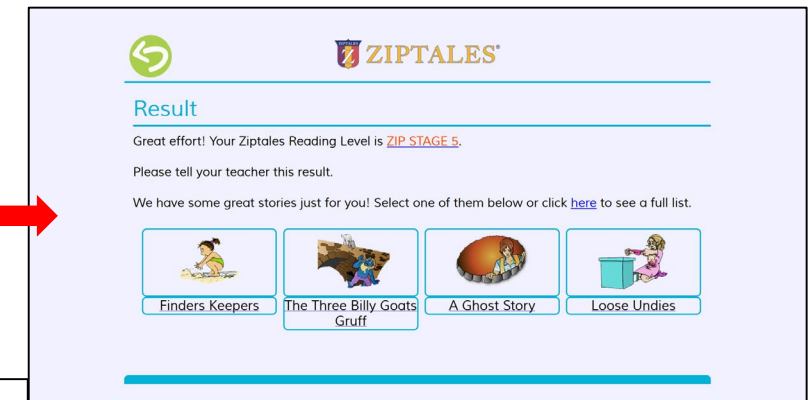 ZIPTALES
ZIPTALES®
Result
Great effort! Your Ziptales Reading Level is ZIP STAGE 5.
Please tell your teacher this result.
We have some great stories just for you! Select one of them below or click here to see a full list.
Finders Keepers
The Three Billy Goats
Gruff
A Ghost Story
Loose Undies